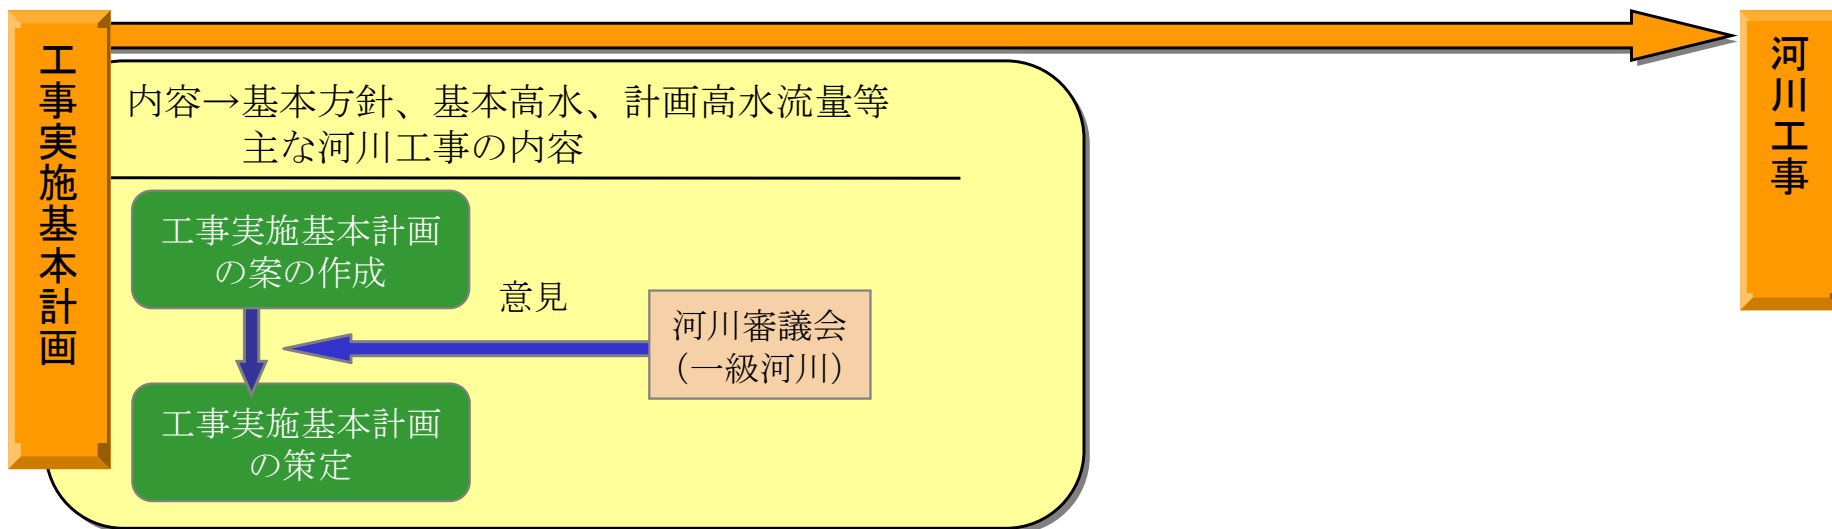 工事実施基本計画
内容→基本方針、基本高水、計画高水流量等
主な河川工事の内容
工事実施基本計画
の案の作成
意見
河川審議会
（一級河川）
工事実施基本計画
の策定
河川工事